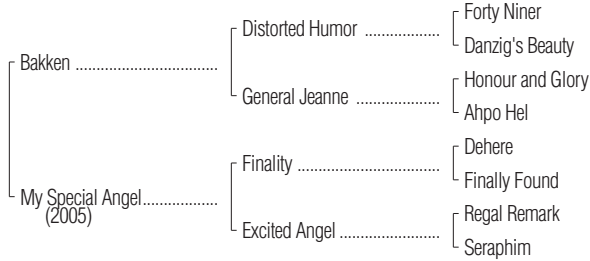 Forty Niner
Distorted Humor ..................
Danzig's Beauty
Bakken ..................................
Honour and Glory
General Jeanne ....................
Ahpo Hel
Dehere
Finality ..................................
Finally Found
My Special Angel..................
(2005)
Regal Remark
Excited Angel ........................
Seraphim